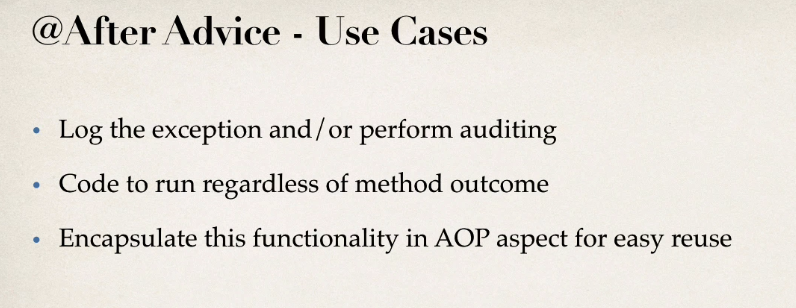 @After Advice - Use Cases
• Log the exception and/or perform auditing
• Code to run regardless of method outcome
• Encapsulate this functionality in AOP aspect for easy reuse